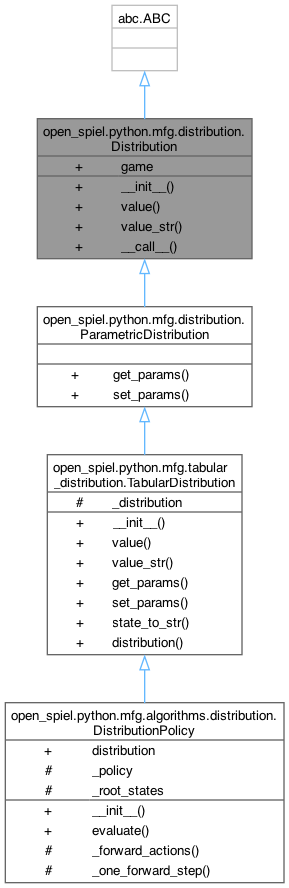 abc.ABC
open_spiel.python.mfg.distribution.
Distribution
+ game
+ __init__()
+ value()
+ value_str()
+ __call__()
open_spiel.python.mfg.distribution.
ParametricDistribution
+ get_params()
+ set_params()
open_spiel.python.mfg.tabular
_distribution.TabularDistribution
# _distribution
+ __init__()
+ value()
+ value_str()
+ get_params()
+ set_params()
+ state_to_str()
+ distribution()
open_spiel.python.mfg.algorithms.distribution.
DistributionPolicy
+ distribution
# _policy
# _root_states
+ __init__()
+ evaluate()
# _forward_actions()
# _one_forward_step()